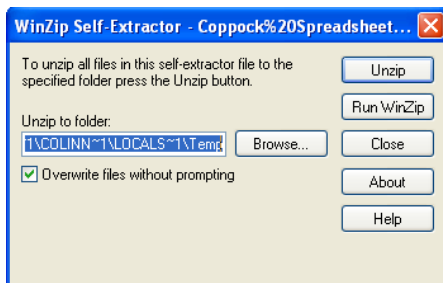 WinZip Self-Extractor - Coppock%20Spreadsheet...
To unzip all files in this self-extractor file to the
specified folder press the Unzip button.
Unzip to folder:
1\COLINN~1\LOCALS~1\Temp
Browse...
Overwrite files without prompting
Unzip
Run WinZip
Close
About
Help